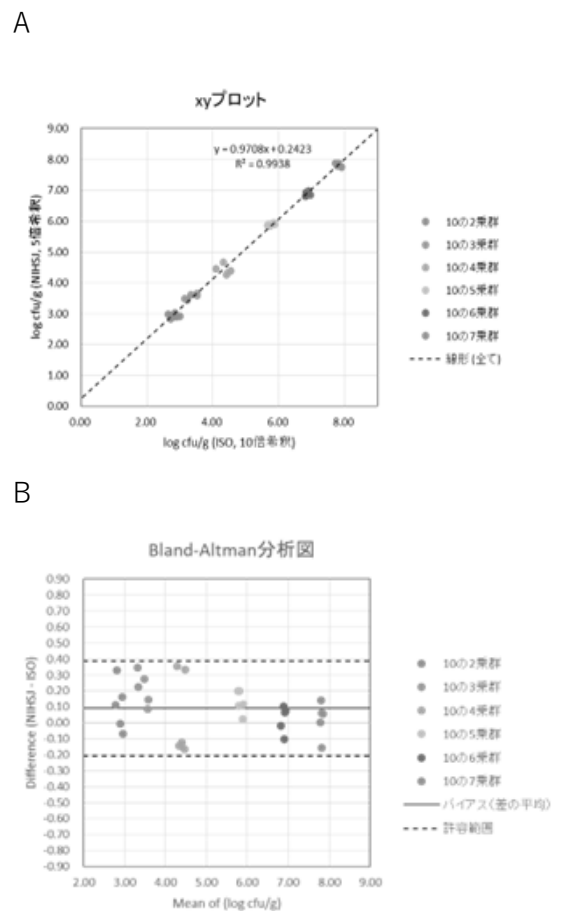 A
xyプロット
9.00
8.00
7.00
6.00
5.00
4.00
3.00
2.00
1.00
0.00
0.00 2.00 4.00 6.00 8.00
y = 0.9708x + 0.2423
R² = 0.9938
log cfu/g (NIHSJ, 5倍希釈)
log cfu/g (ISO, 10倍希釈)
10の2乗群
10の3乗群
10の4乗群
10の5乗群
10の6乗群
10の7乗群
線形 (全て)
B
Bland-Altman分析図
0.90
0.80
0.70
0.60
0.50
0.40
0.30
0.20
0.10
0.00
-0.10
-0.20
-0.30
-0.40
-0.50
-0.60
-0.70
-0.80
-0.90
2.00 3.00 4.00 5.00 6.00 7.00 8.00 9.00
Difference (NIHSJ - ISO)
Mean of (log cfu/g)
10の2乗群
10の3乗群
10の4乗群
10の5乗群
10の6乗群
10の7乗群
バイアス(差の平均)
許容範囲